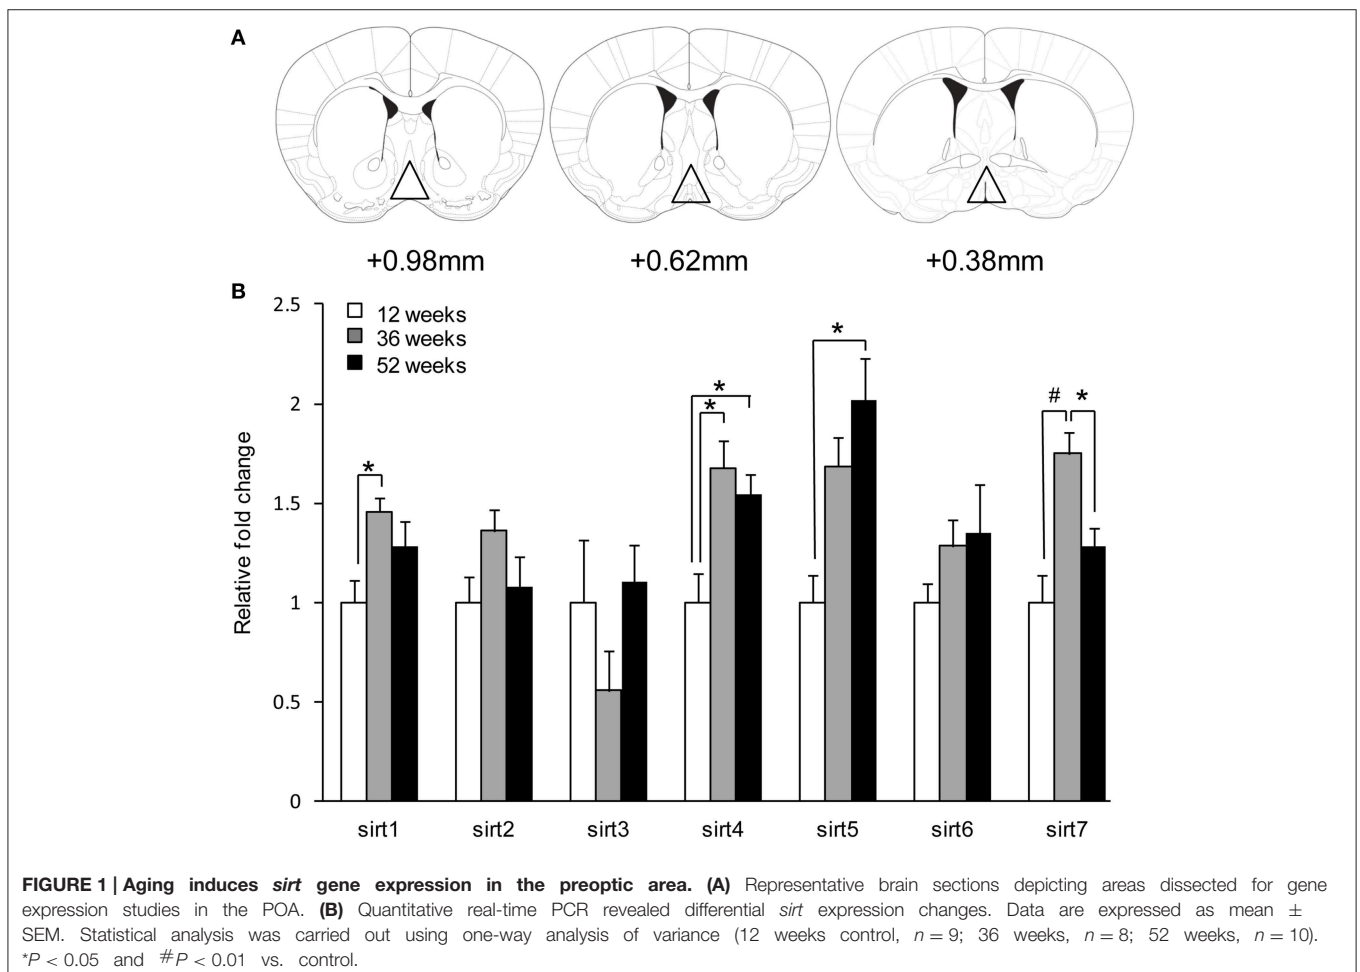 A
+0.98mm +0.62mm +0.38mm
B
2.5
2
1.5
1
0.5
0
Relative fold change
12 weeks
36 weeks
52 weeks
*
*
*
*
# *
sirt1 sirt2 sirt3 sirt4 sirt5 sirt6 sirt7
FIGURE 1 | Aging induces sirt gene expression in the preoptic area. (A) Representative brain sections depicting areas dissected for gene
expression studies in the POA. (B) Quantitative real-time PCR revealed differential sirt expression changes. Data are expressed as mean ±
SEM. Statistical analysis was carried out using one-way analysis of variance (12 weeks control, n = 9; 36 weeks, n = 8; 52 weeks, n = 10).
*P < 0.05 and #P < 0.01 vs. control.